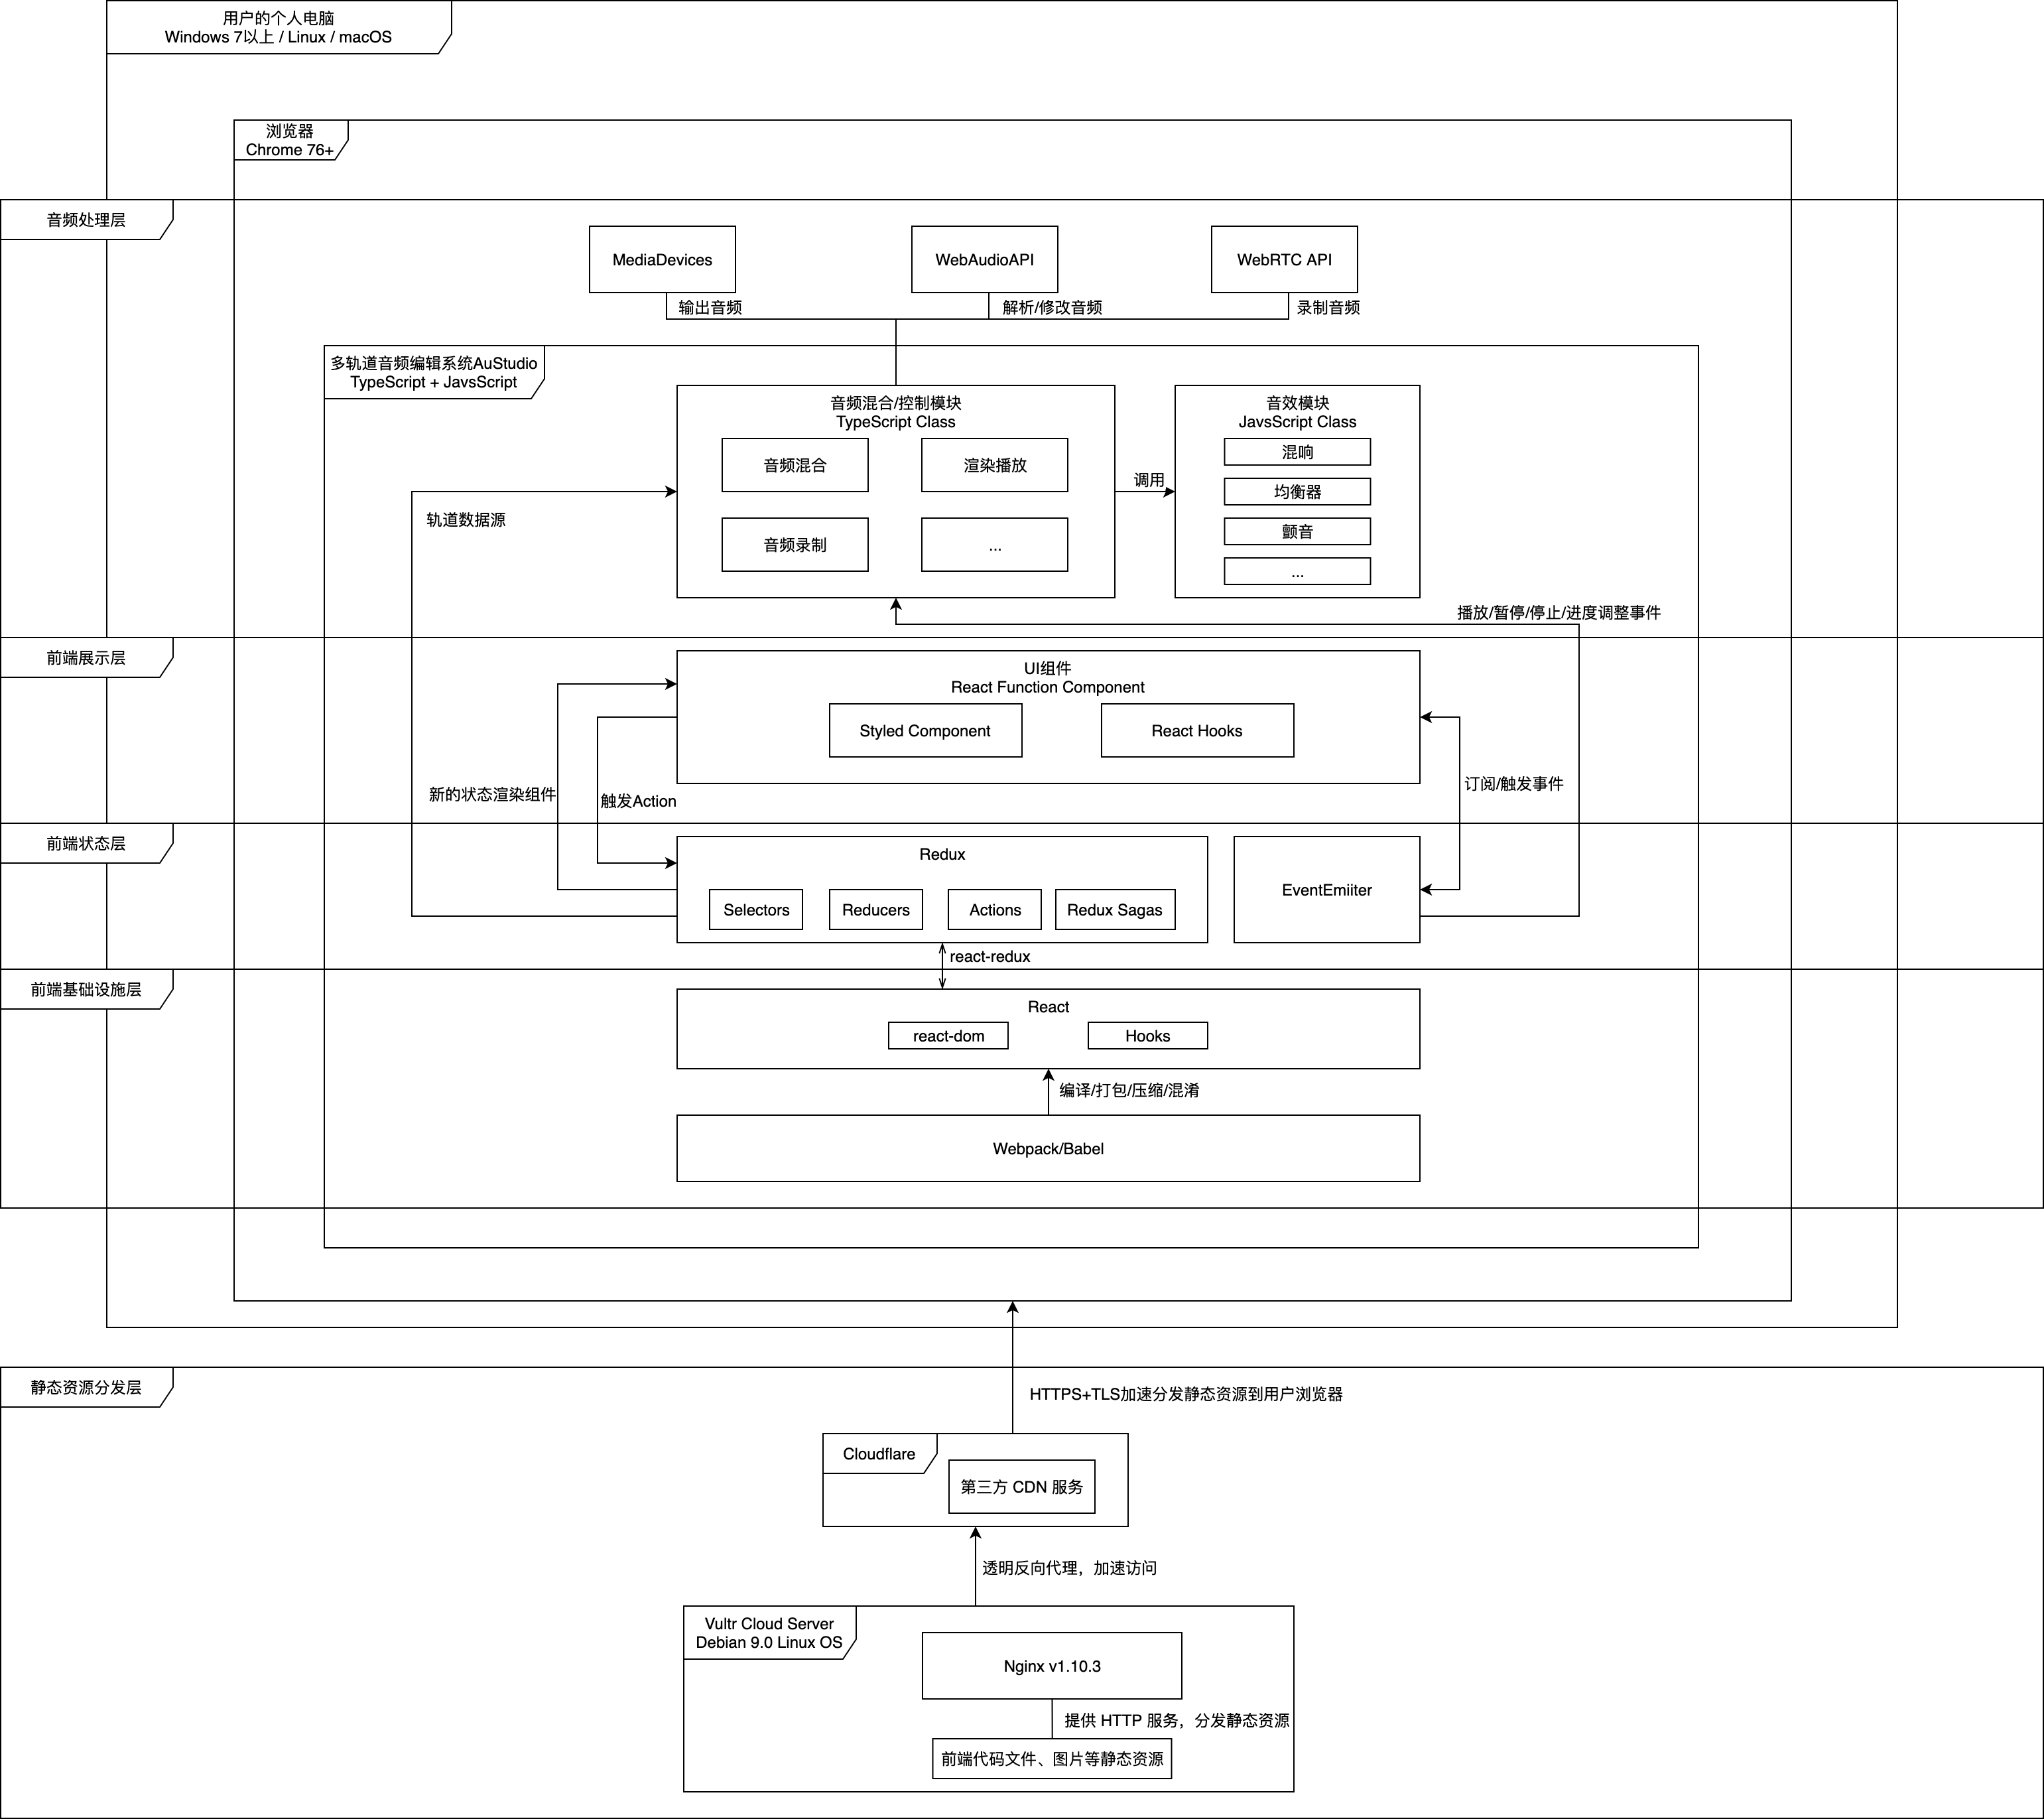 用户的个人电脑
Windows 7以上 / Linux / macOS
浏览器
Chrome 76+
音频处理层
MediaDevices
WebAudioAPI
WebRTC API
输出音频
解析/修改音频
录制音频
多轨道音频编辑系统AuStudio
TypeScript + JavsScript
音频混合/控制模块
TypeScript Class
音效模块
JavsScript Class
音频混合
渲染播放
混响
调用
均衡器
轨道数据源
颤音
音频录制
...
...
播放/暂停/停止/进度调整事件
前端展示层
UI组件
React Function Component
Styled Component
React Hooks
新的状态渲染组件
触发Action
订阅/触发事件
前端状态层
Redux
EventEmiiter
Selectors
Reducers
Actions
Redux Sagas
react-redux
前端基础设施层
React
react-dom
Hooks
编译/打包/压缩/混淆
Webpack/Babel
静态资源分发层
HTTPS+TLS加速分发静态资源到用户浏览器
Cloudflare
第三方 CDN 服务
透明反向代理，加速访问
Vultr Cloud Server
Debian 9.0 Linux OS
Nginx v1.10.3
提供 HTTP 服务，分发静态资源
前端代码文件、图片等静态资源